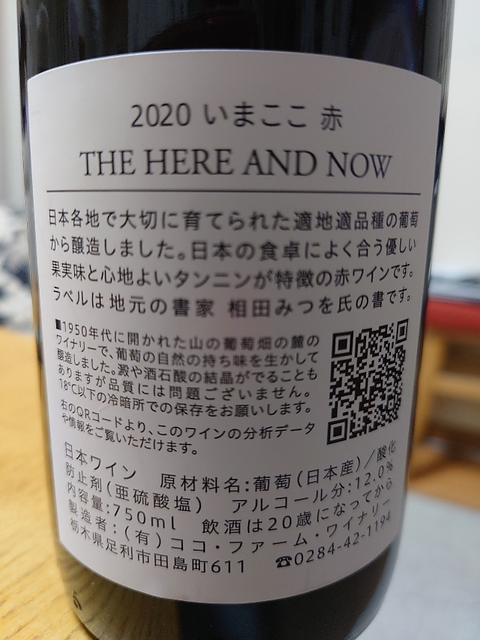 2020 いまここ 赤
THE HERE AND NOW
日本各地で大切に育てられた適地適品種の葡萄
から醸造しました。日本の食卓によく合う優しい
果実味と心地よいタンニンが特徴の赤ワインです。
ラベルは地元の書家 相田みつを氏の書です。
■1950年代に開かれた山の葡萄畑の麓の
ワイナリーで、葡萄の自然の持ち味を生かして
醸造しました。澱や酒石酸の結晶がでることも
ありますが品質には問題ございません。
18℃以下の冷暗所での保存をお願いします。
右のQRコードより、このワインの分析データ
や情報をご覧いただけます。
日本ワイン 原材料名:葡萄(日本産)/酸化
防止剤(亜硫酸塩) アルコール分:12.0%
内容量:750ml 飲酒は20歳になってから
製造者:(有)ココ・ファーム・ワイナリー
栃木県足利市田島町611 ☎0284-42-1194